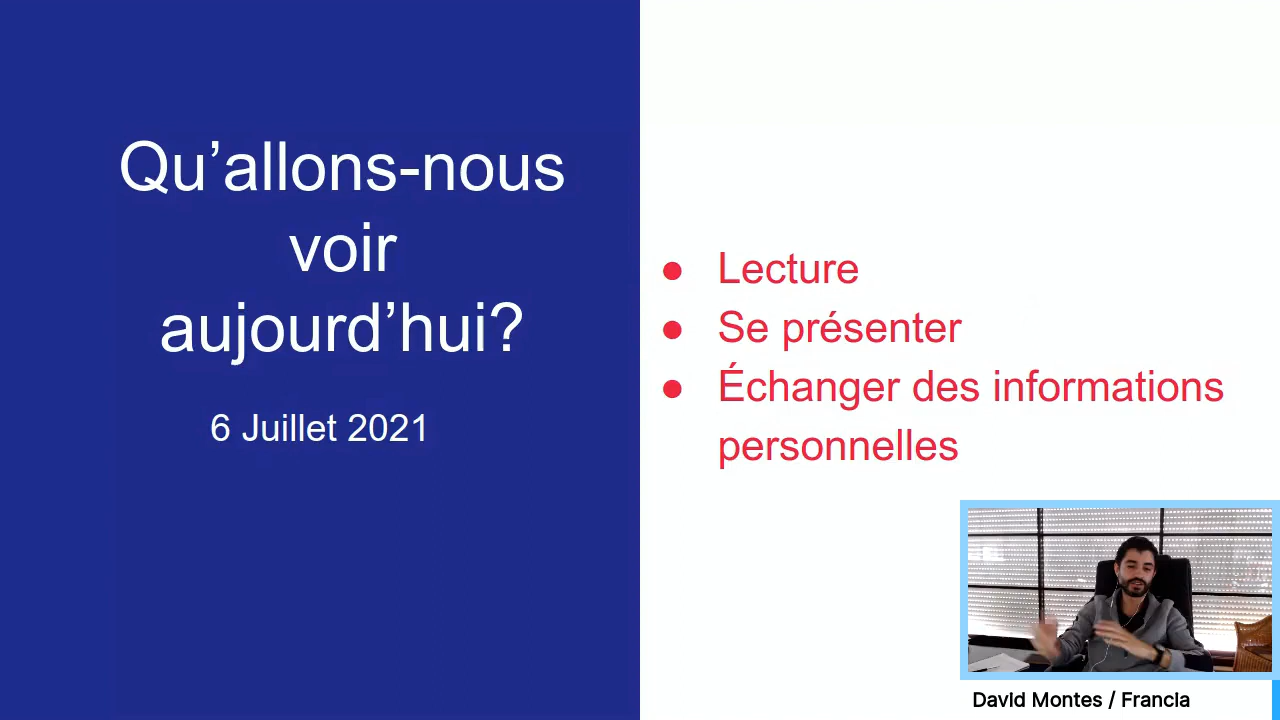 Qu’allons-nous
voir
aujourd’hui?
6 Juillet 2021
● Lecture
● Se présenter
● Échanger des informations
personnelles
David Montes / Francia